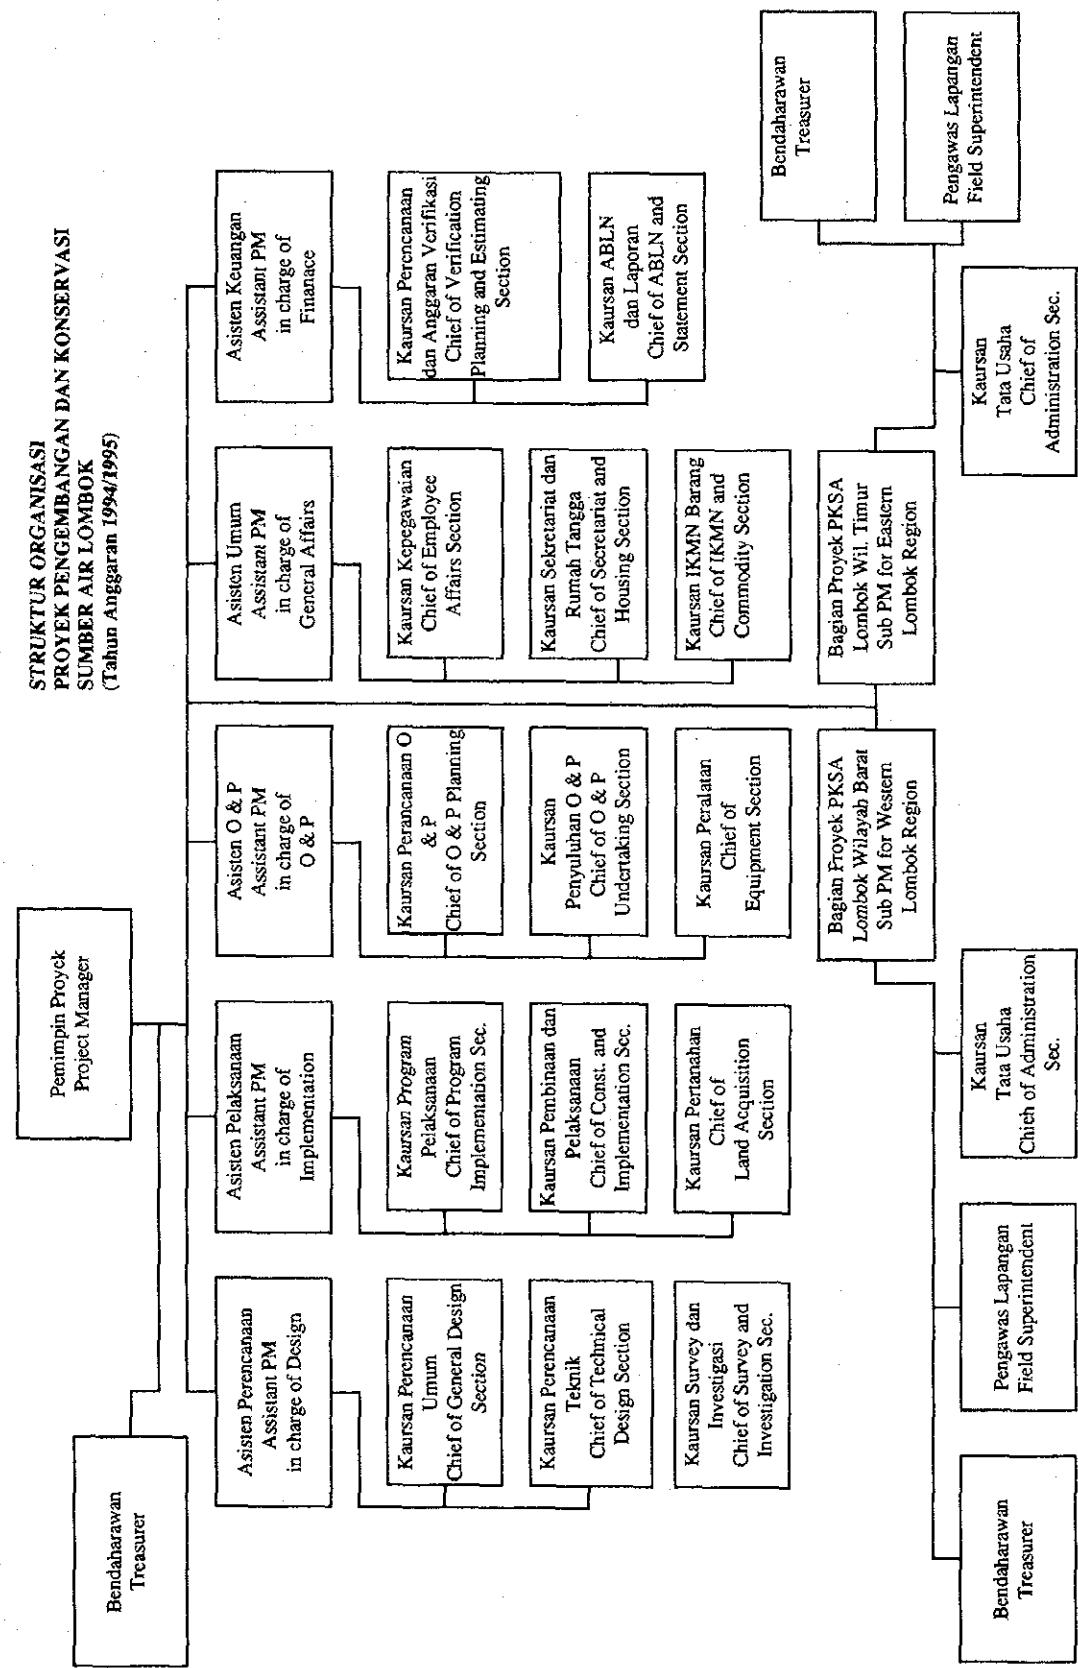 STRUKTUR ORGANISASI
PROYEK PENGEMBANGAN DAN KONSERVASI
SUMBER AIR LOMBOK
(Tahun Anggaran 1994/1995)
Pemimpin Proyek
Project Manager
Bendaharawan
Treasurer
Asisten Perencanaan
Assistant PM
in charge of Design
Kaursan Perencanaan
Umum
Chief of General Design
Section
Kaursan Perencanaan
Teknik
Chief of Technical
Design Section
Kaursan Survey dan
Investigasi
Chief of Survey and
Investigation Sec.
Asisten Pelaksanaan
Assistant PM
in charge of
Implementation
Kaursan Program
Pelaksanaan
Chief of Program
Implementation Sec.
Kaursan Pembinaan dan
Pelaksanaan
Chief of Const. and
Implementation Sec.
Kaursan Pertanahan
Chief of
Land Acquisition
Section
Asisten O & P
Assistant PM
in charge of
O & P
Kaursan Perancanaan O
& P
Chief of O & P Planning
Section
Kaursan
Penyuluhan O & P
Chief of O & P
Undertaking Section
Kaursan Peralatan
Chief of
Equipment Section
Asisten Umum
Assistant PM
in charge of
General Affairs
Kaursan Kepegawaian
Chief of Employee
Affairs Section
Kaursan Sekretariat dan
Rumah Tangga
Chief of Secretariat and
Housing Section
Kaursan IKMN Barang
Chief of IKMN and
Commodity Section
Asisten Keuangan
Assistant PM
in charge of
Finanace
Kaursan Perencanaan
dan Anggaran Verifikasi
Chief of Verification
Planning and Estimating
Section
Kaursan ABLN
dan Laporan
Chief of ABLN and
Statement Section
Bagian Proyek PKSA
Lombok Wilayah Barat
Sub PM for Western
Lombok Region
Bagian Proyek PKSA
Lombok Wil. Timur
Sub PM for Eastern
Lombok Region
Bendaharawan
Treasurer
Pengawas Lapangan
Field Superintendent
Kaursan
Tata Usaha
Chich of Administration
Sec.
Kaursan
Tata Usaha
Chief of
Administration Sec.
Bendaharawan
Treasurer
Pengawas Lapangan
Field Superintendent